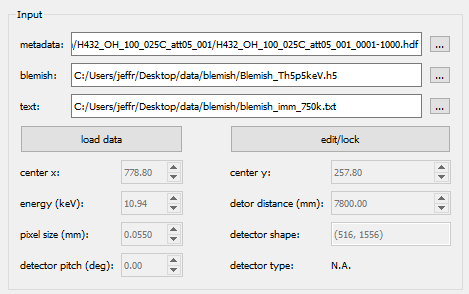 Input
metadata: /H432_OH_100_025C_att05_001/H432_OH_100_025C_att05_001_0001-1000.hdf ...
blemish: C:/Users/jeffr/Desktop/data/blemish/Blemish_Th5p5keV.h5 ...
text: C:/Users/jeffr/Desktop/data/blemish/blemish_imm_750k.txt ...
load data edit/lock
center x: 778.80 center y: 257.80
energy (keV): 10.94 detor distance (mm): 7800.00
pixel size (mm): 0.0550 detector shape: (516, 1556)
detector pitch (deg): 0.00 detector type: N.A.